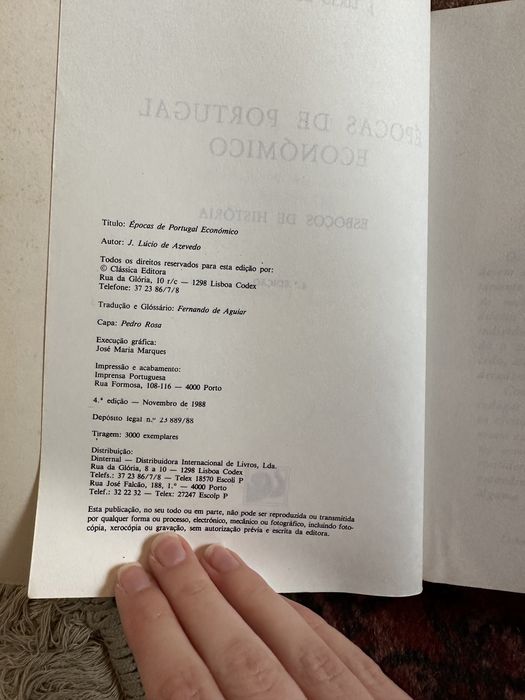 ÉPOCAS DE PORTUGAL
ECONÓMICO
ESBOÇOS DE HISTÓRIA
Título: Épocas de Portugal Económico
Autor: J. Lúcio de Azevedo
Todos os direitos reservados para esta edição por:
© Clássica Editora
Rua da Glória, 10 r/c — 1298 Lisboa Codex
Telefone: 37 23 86/7/8
Tradução e Glossário: Fernando de Aguiar
Capa: Pedro Rosa
Execução gráfica:
José Maria Marques
Impressão e acabamento:
Imprensa Portuguesa
Rua Formosa, 108-116 — 4000 Porto
4.ª edição — Novembro de 1988
Depósito legal n.º 23 889/88
Tiragem: 3000 exemplares
Distribuição:
Dinternal — Distribuidora Internacional de Livros, Lda.
Rua da Glória, 8 a 10 — 1298 Lisboa Codex
Telefs.: 37 23 86/7/8 — Telex 18570 Escoli P
Rua José Falcão, 188, 1.º — 4000 Porto
Telef.: 32 22 32 — Telex: 27247 Escolp P
Esta publicação, no seu todo ou em parte, não pode ser reproduzida ou transmitida
por qualquer forma ou processo, electrónico, mecânico ou fotográfico, incluindo foto-
cópia, xerocópia ou gravação, sem autorização prévia e escrita da editora.